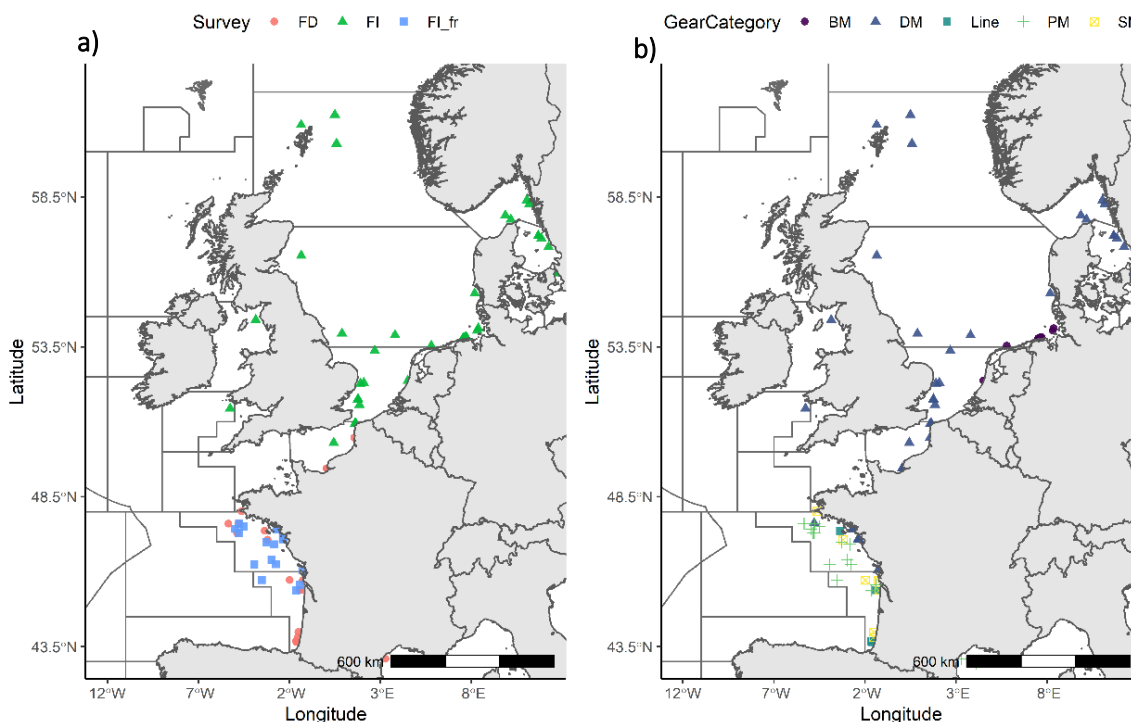 Survey FD FI FI_fr
GearCategory BM DM Line PM
a)
b)
58.5°N
53.5°N
48.5°N
43.5°N
Latitude
600 km
12°W 7°W 2°W 3°E 8°E
Longitude
58.5°N
53.5°N
48.5°N
43.5°N
Latitude
600 km
12°W 7°W 2°W 3°E 8°E
Longitude